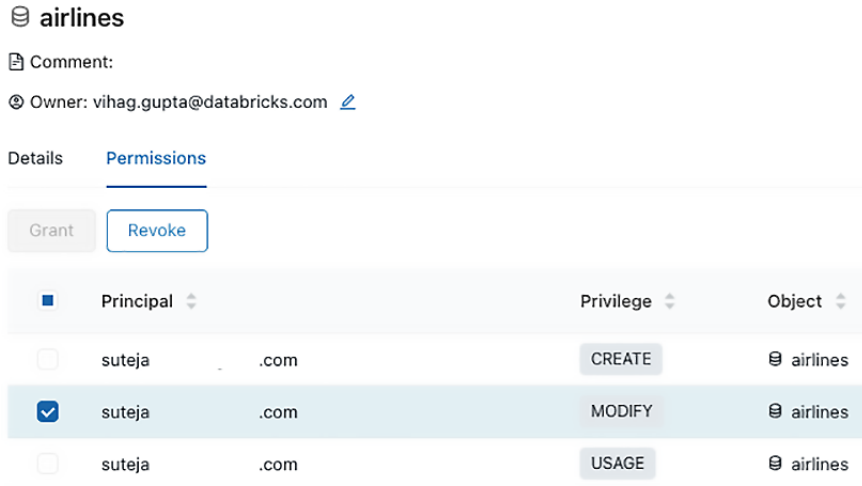 airlines
Comment:
Owner: vihag.gupta@databricks.com
Details Permissions
Grant Revoke
Principal Privilege Object
suteja .com CREATE airlines
suteja .com MODIFY airlines
suteja .com USAGE airlines